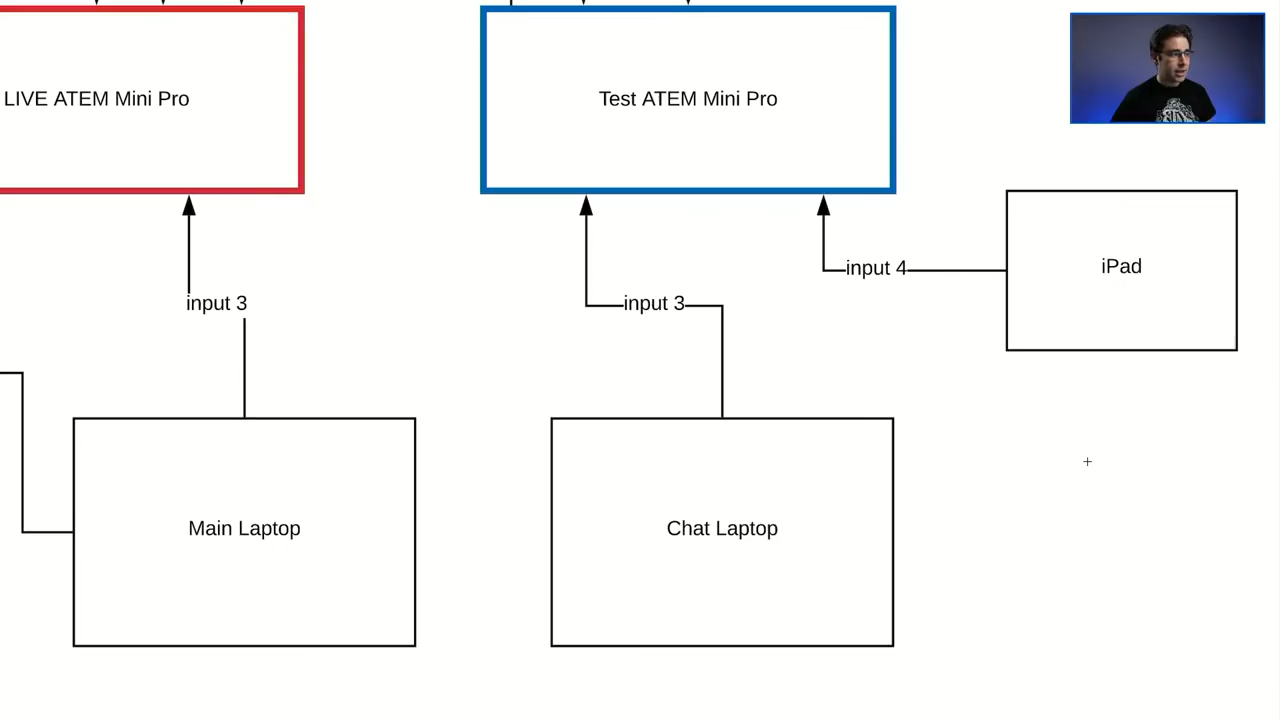 LIVE ATEM Mini Pro
Test ATEM Mini Pro
input 4
iPad
input 3
input 3
Main Laptop
Chat Laptop